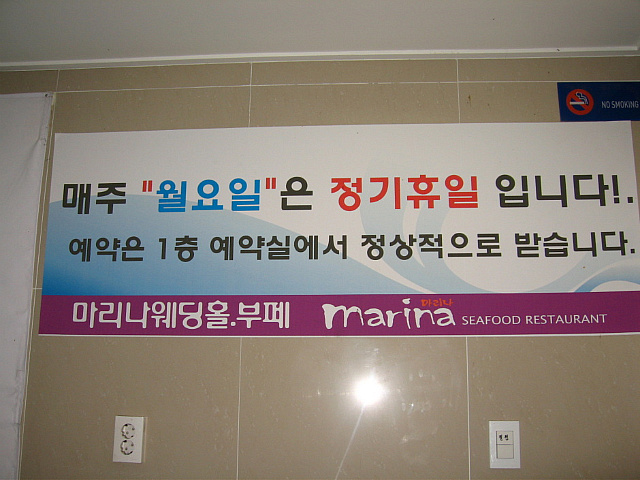 NO SMOKING
매주 "월요일"은 정기휴일 입니다!.
예약은 1층 예약실에서 정상적으로 받습니다.
마리나웨딩홀.부페 marina 마리나 SEAFOOD RESTAURANT